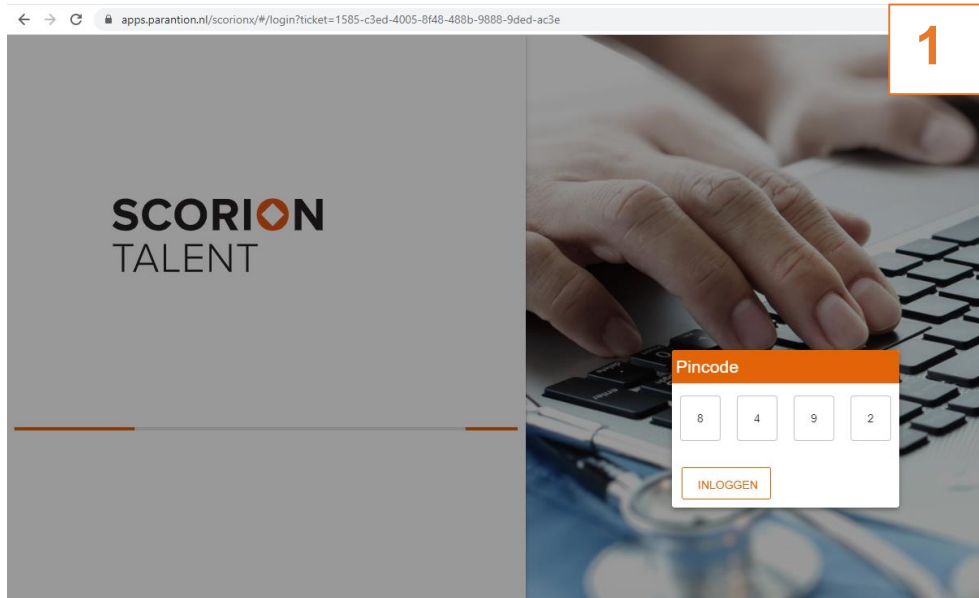 apps.parantion.nl/scorionx/#/login?ticket=1585-c3ed-4005-8f48-488b-9888-9ded-ac3e
1
SCORION
TALENT
Pincode
8 4 9 2
INLOGGEN